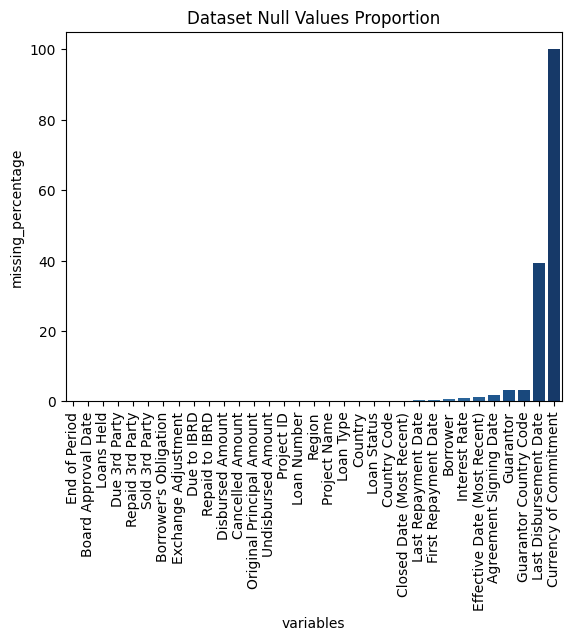 Dataset Null Values Proportion
missing_percentage
100
80
60
40
20
0
End of Period
Board Approval Date
Loans Held
Due 3rd Party
Repaid 3rd Party
Sold 3rd Party
Borrower's Obligation
Exchange Adjustment
Due to IBRD
Repaid to IBRD
Disbursed Amount
Cancelled Amount
Original Principal Amount
Undisbursed Amount
Project ID
Loan Number
Region
Project Name
Loan Type
Country
Loan Status
Country Code
Closed Date (Most Recent)
Last Repayment Date
First Repayment Date
Borrower
Interest Rate
Effective Date (Most Recent)
Agreement Signing Date
Guarantor
Guarantor Country Code
Last Disbursement Date
Currency of Commitment
variables